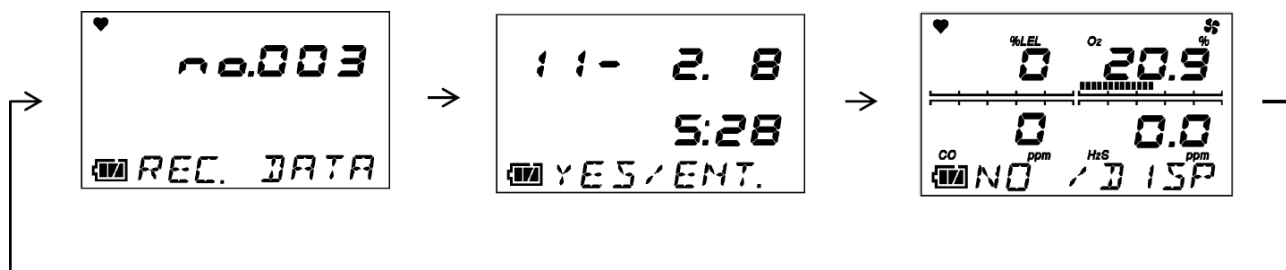 no.003
REC. DATA
11- 2. 8
5:28
YES/ENT.
%LEL O2 %
0 20.9
0 0.0
CO ppm H2S ppm
NO /DISP